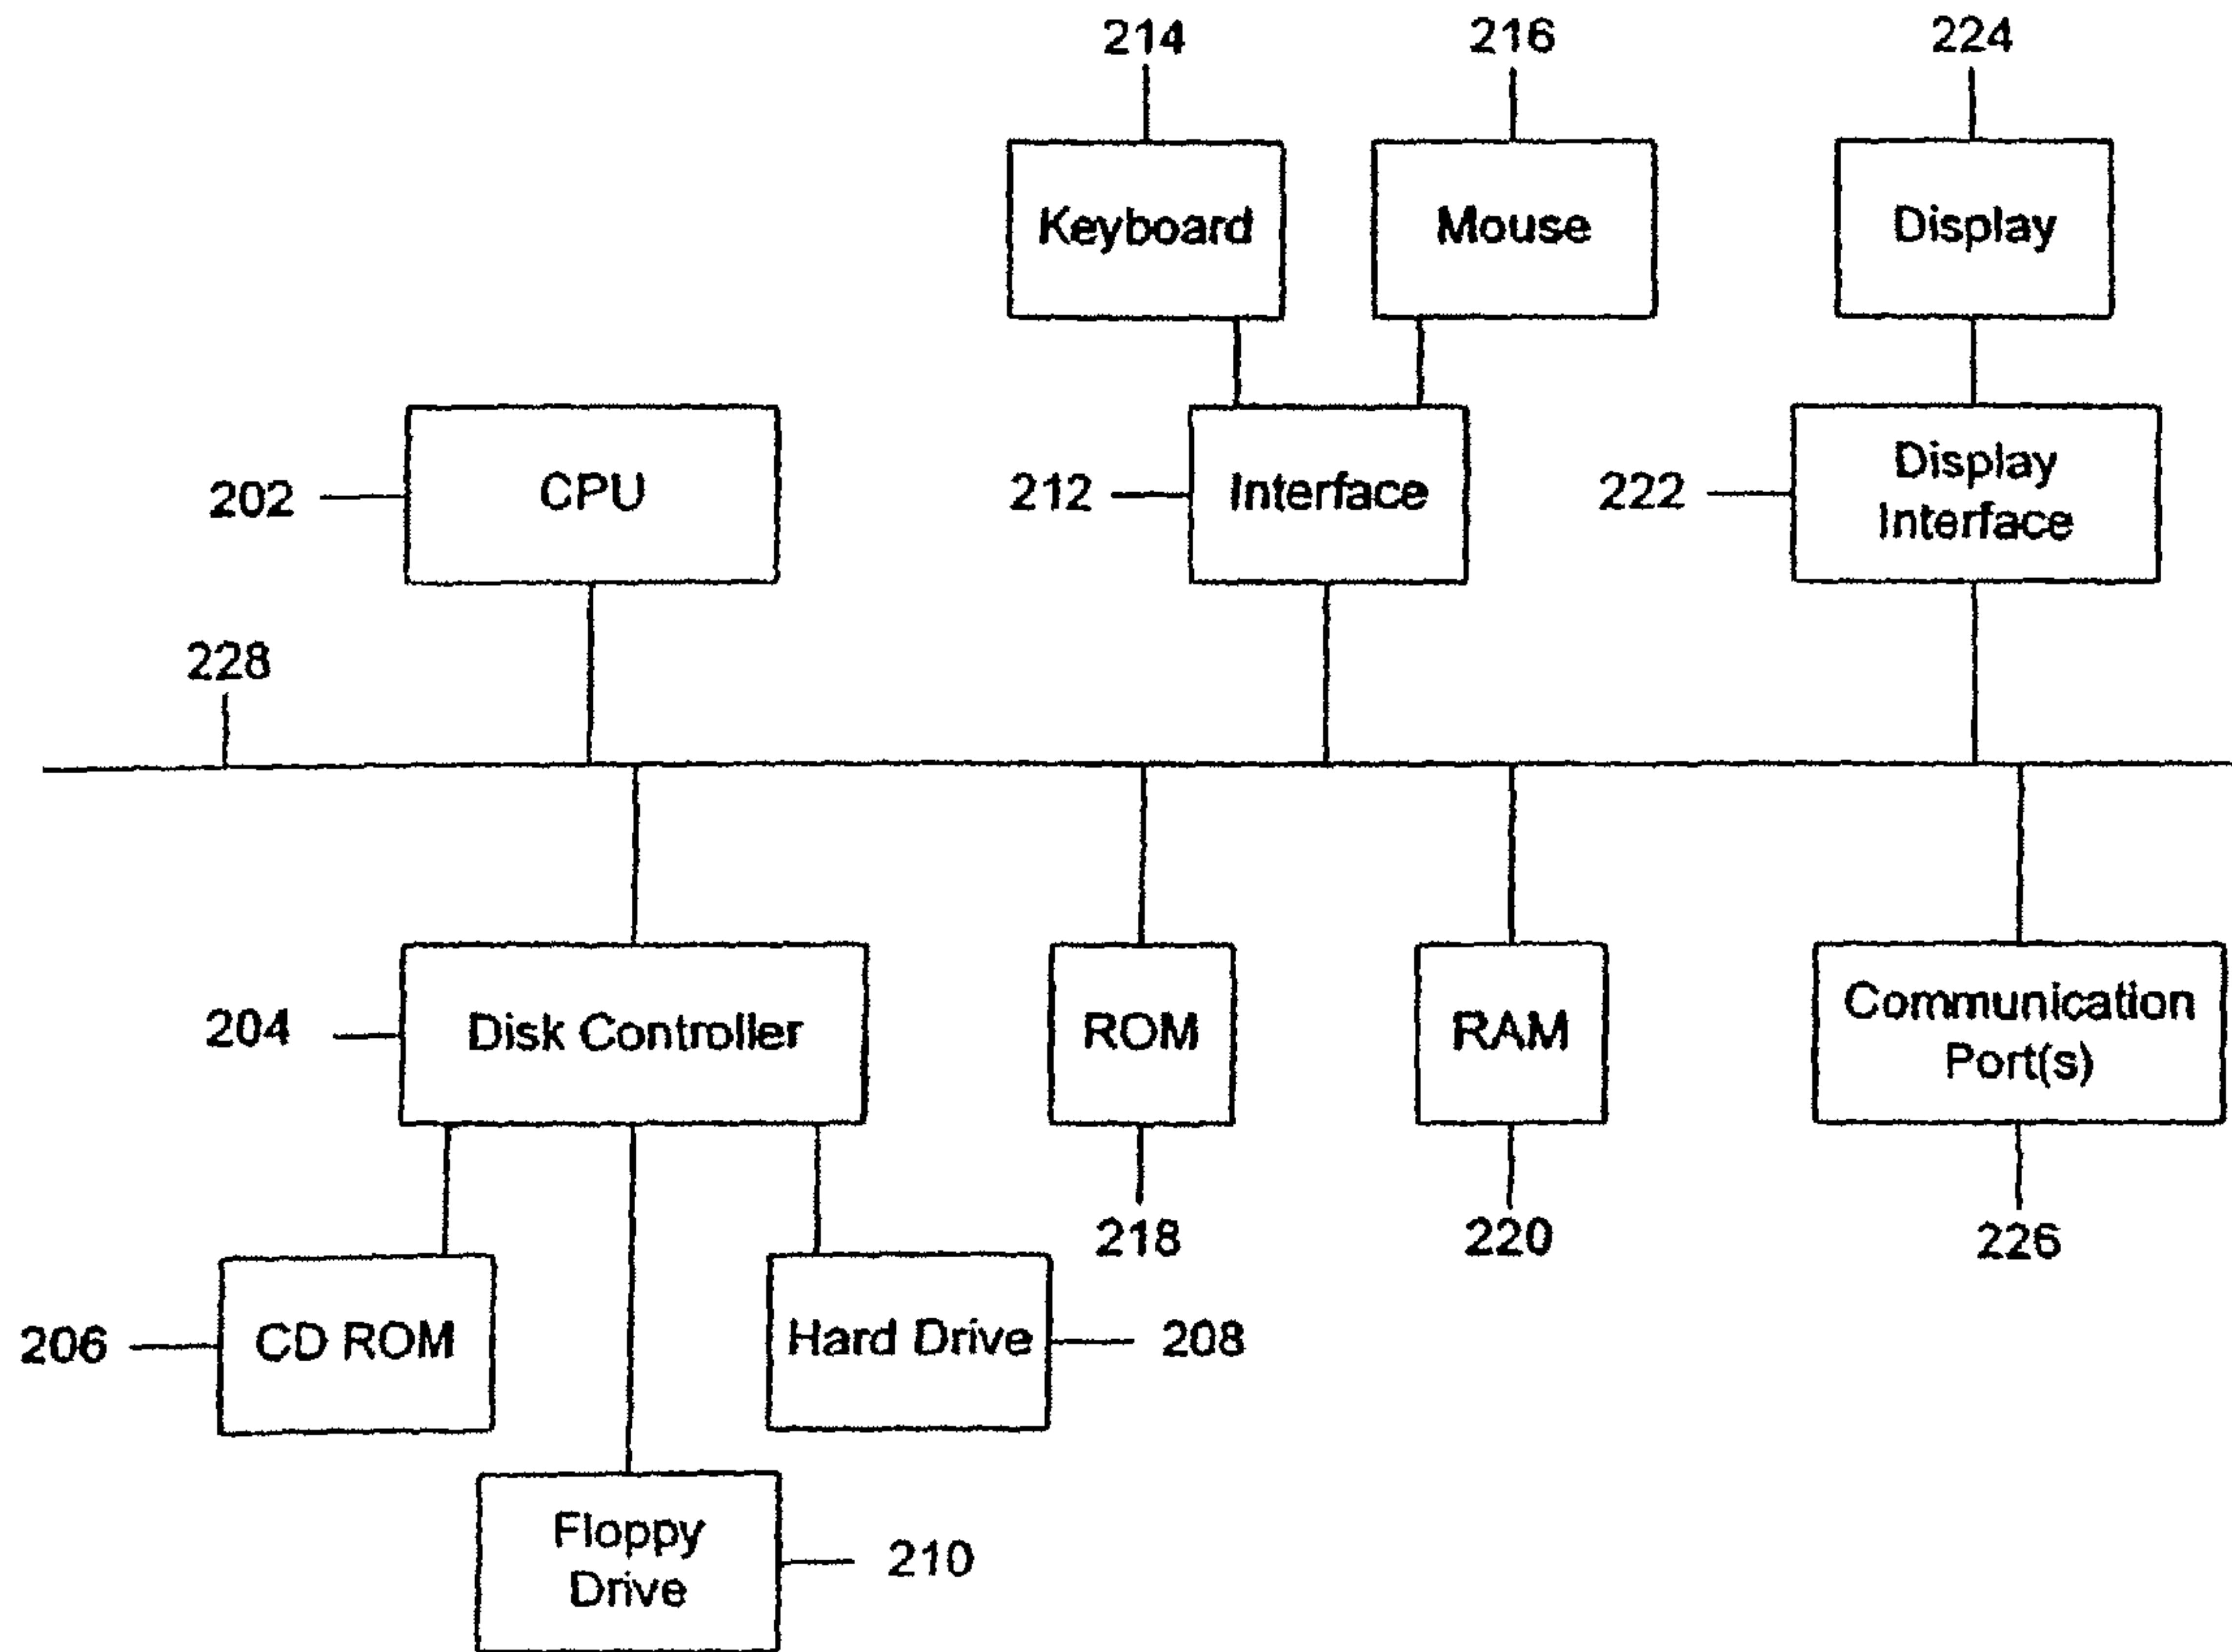 214
216
224
Keyboard
Mouse
Display
202
CPU
212
Interface
222
Display
Interface
228
204
Disk Controller
ROM
RAM
Communication
Port(s)
218
220
226
206
CD ROM
Hard Drive
208
Floppy
Drive
210